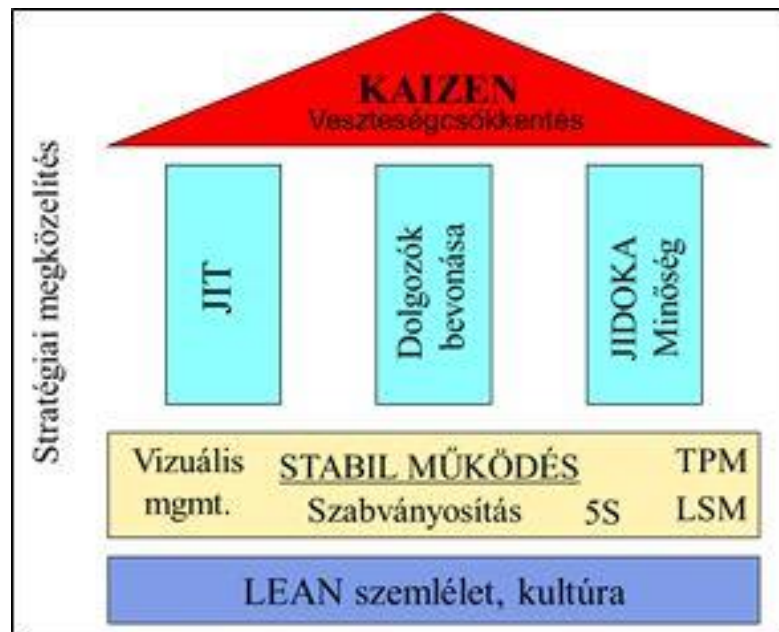 KAIZEN
Veszteségcsökkentés
Stratégiai megközelítés
JIT
Dolgozók
bevonása
JIDOKA
Minőség
Vizuális
mgmt.
STABIL MŰKÖDÉS
Szabványosítás
5S
TPM
LSM
LEAN szemlélet, kultúra